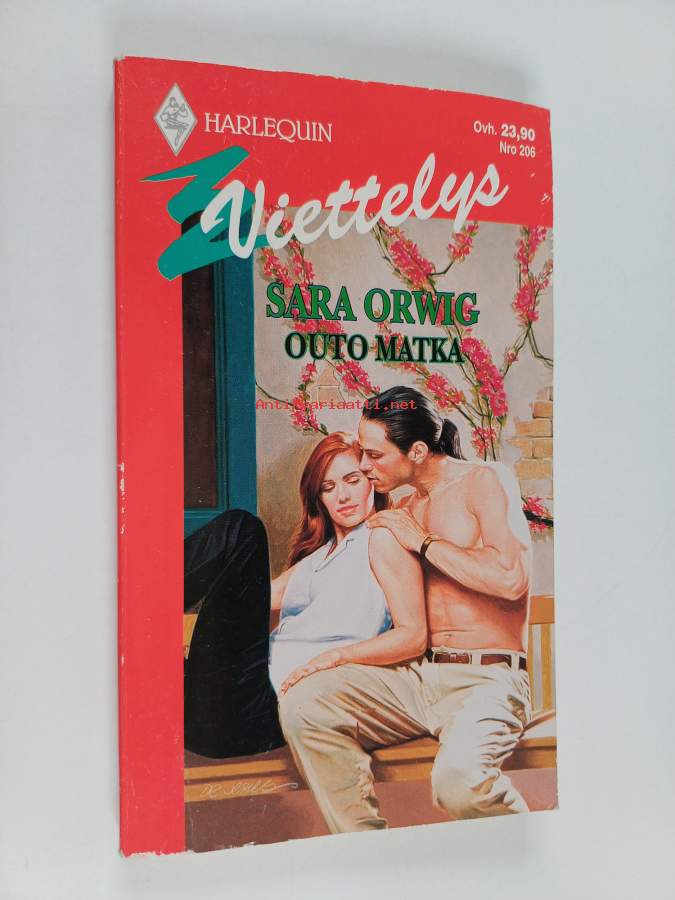 HARLEQUIN
Ovh. 23,90
Nro 206
Viettelys
SARA ORWIG
OUTO MATKA
Antikvariaatti.net